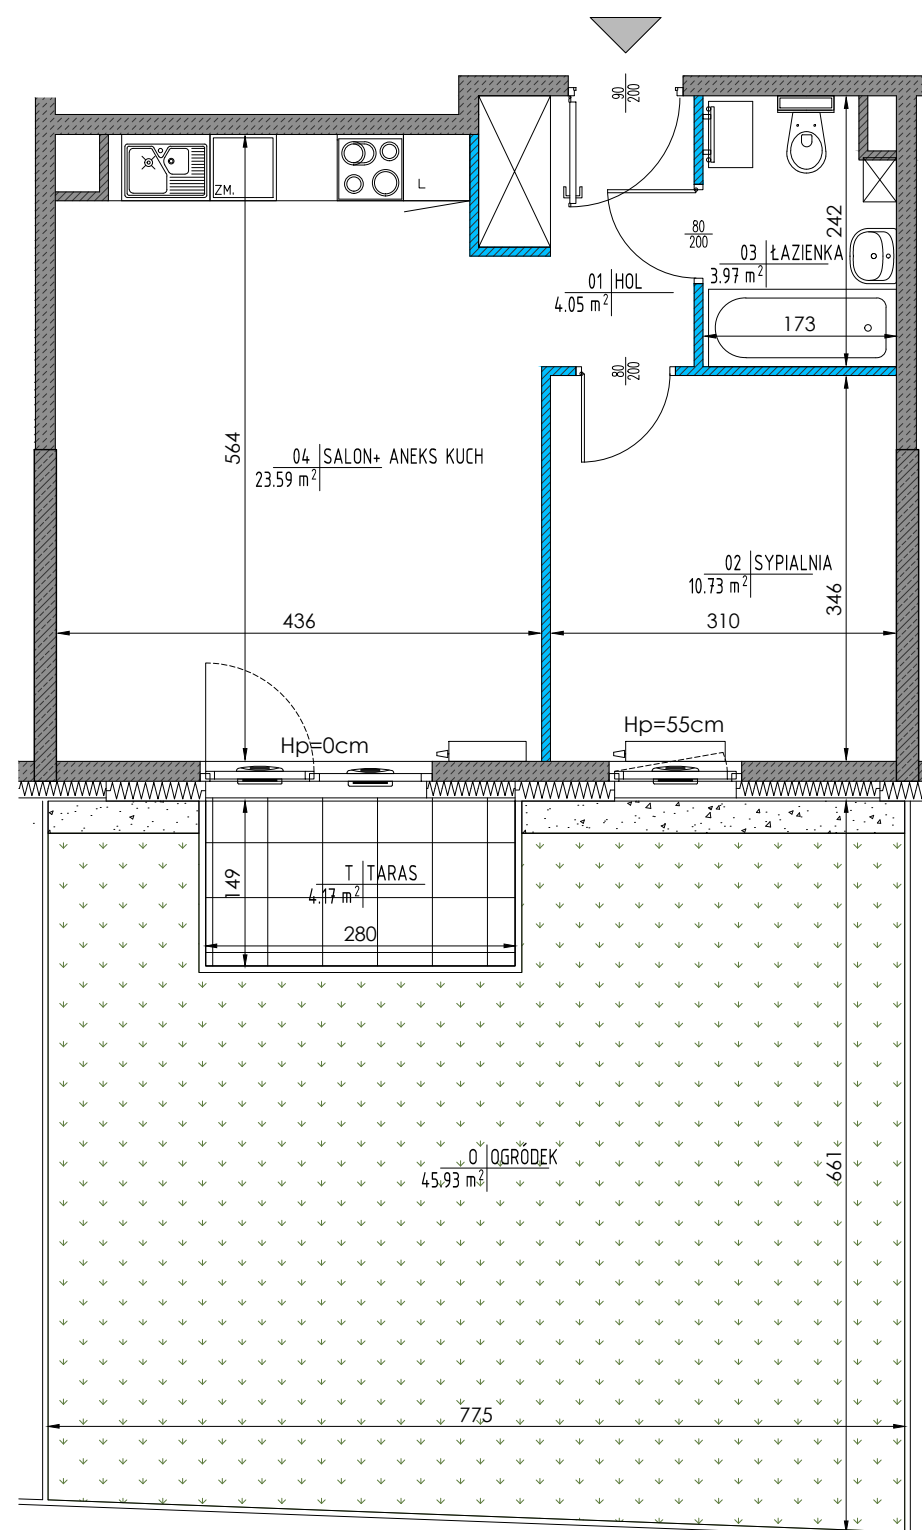 90
200
ZM.
L
80
200
242
03 ŁAZIENKA
3.97 m²
01 HOL
4.05 m²
173
80
200
564
04 SALON+ ANEKS KUCH
23.59 m²
02 SYPIALNIA
10.73 m²
346
436
310
Hp=0cm
Hp=55cm
149
T TARAS
4.17 m²
280
O OGRÓDEK
45.93 m²
661
775